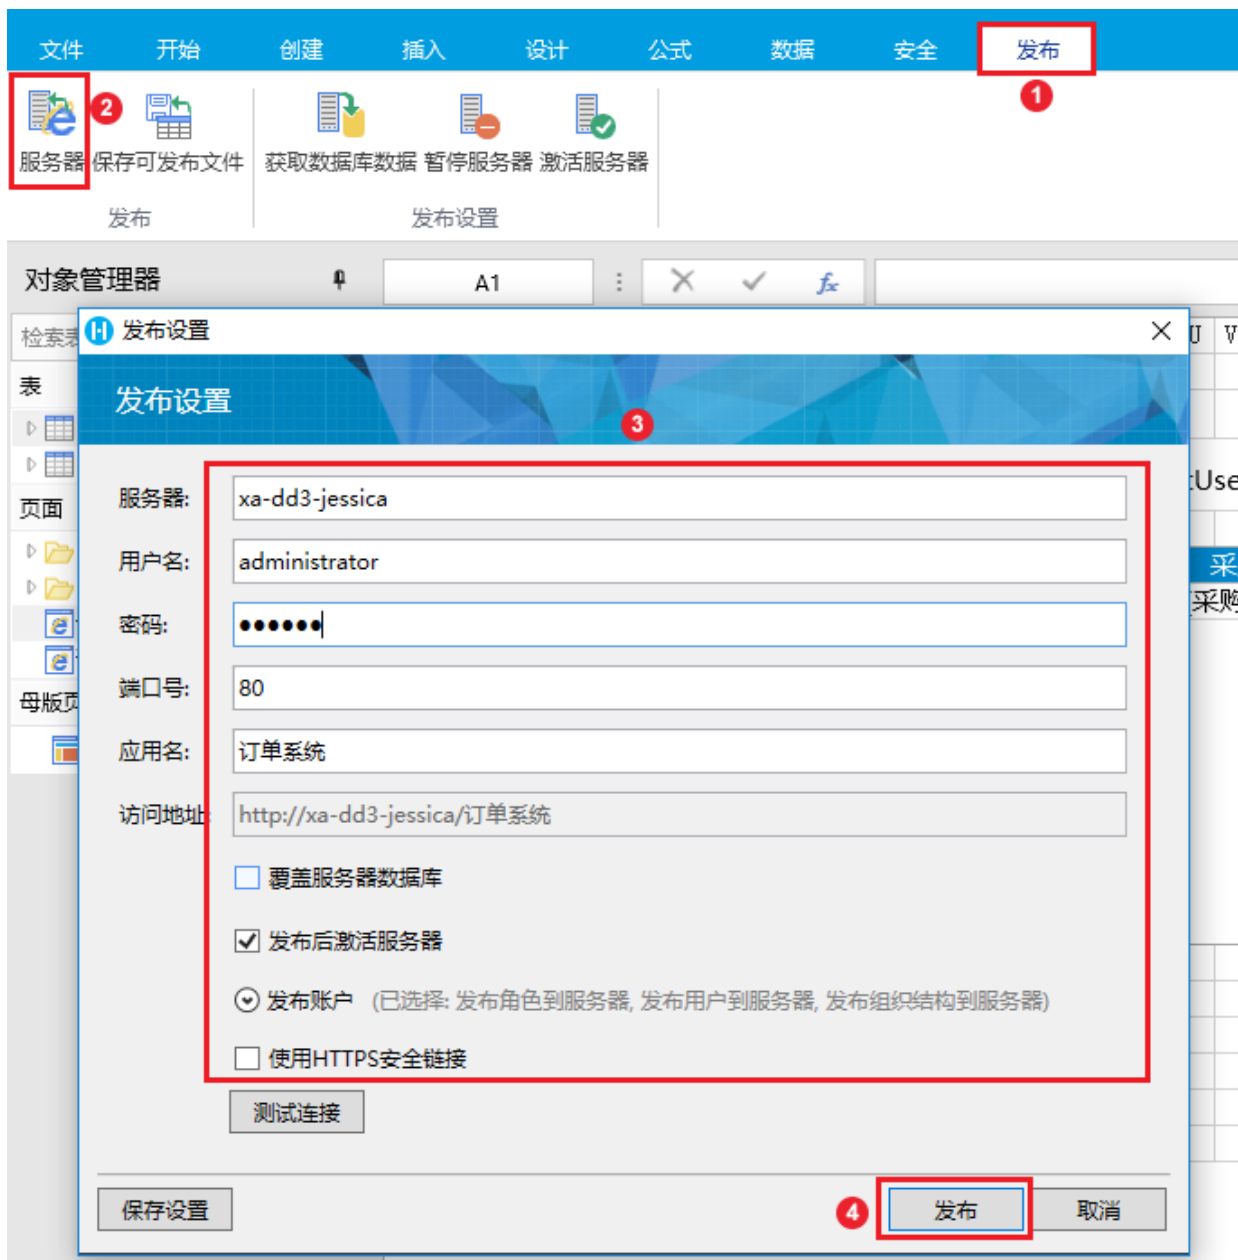 文件 开始 创建 插入 设计 公式 数据 安全 发布
1
2
服务器 保存可发布文件 获取数据库数据 暂停服务器 激活服务器
发布 发布设置
对象管理器 A1 fx
检索表
发布设置
U V
表
发布设置
3
服务器: xa-dd3-jessica
页面
用户名: administrator
采
密码: ●●●●●●
采购
端口号: 80
母版页
应用名: 订单系统
访问地址: http://xa-dd3-jessica/订单系统
覆盖服务器数据库
发布后激活服务器
发布账户 (已选择: 发布角色到服务器, 发布用户到服务器, 发布组织结构到服务器)
使用HTTPS安全链接
测试连接
保存设置 4 发布 取消